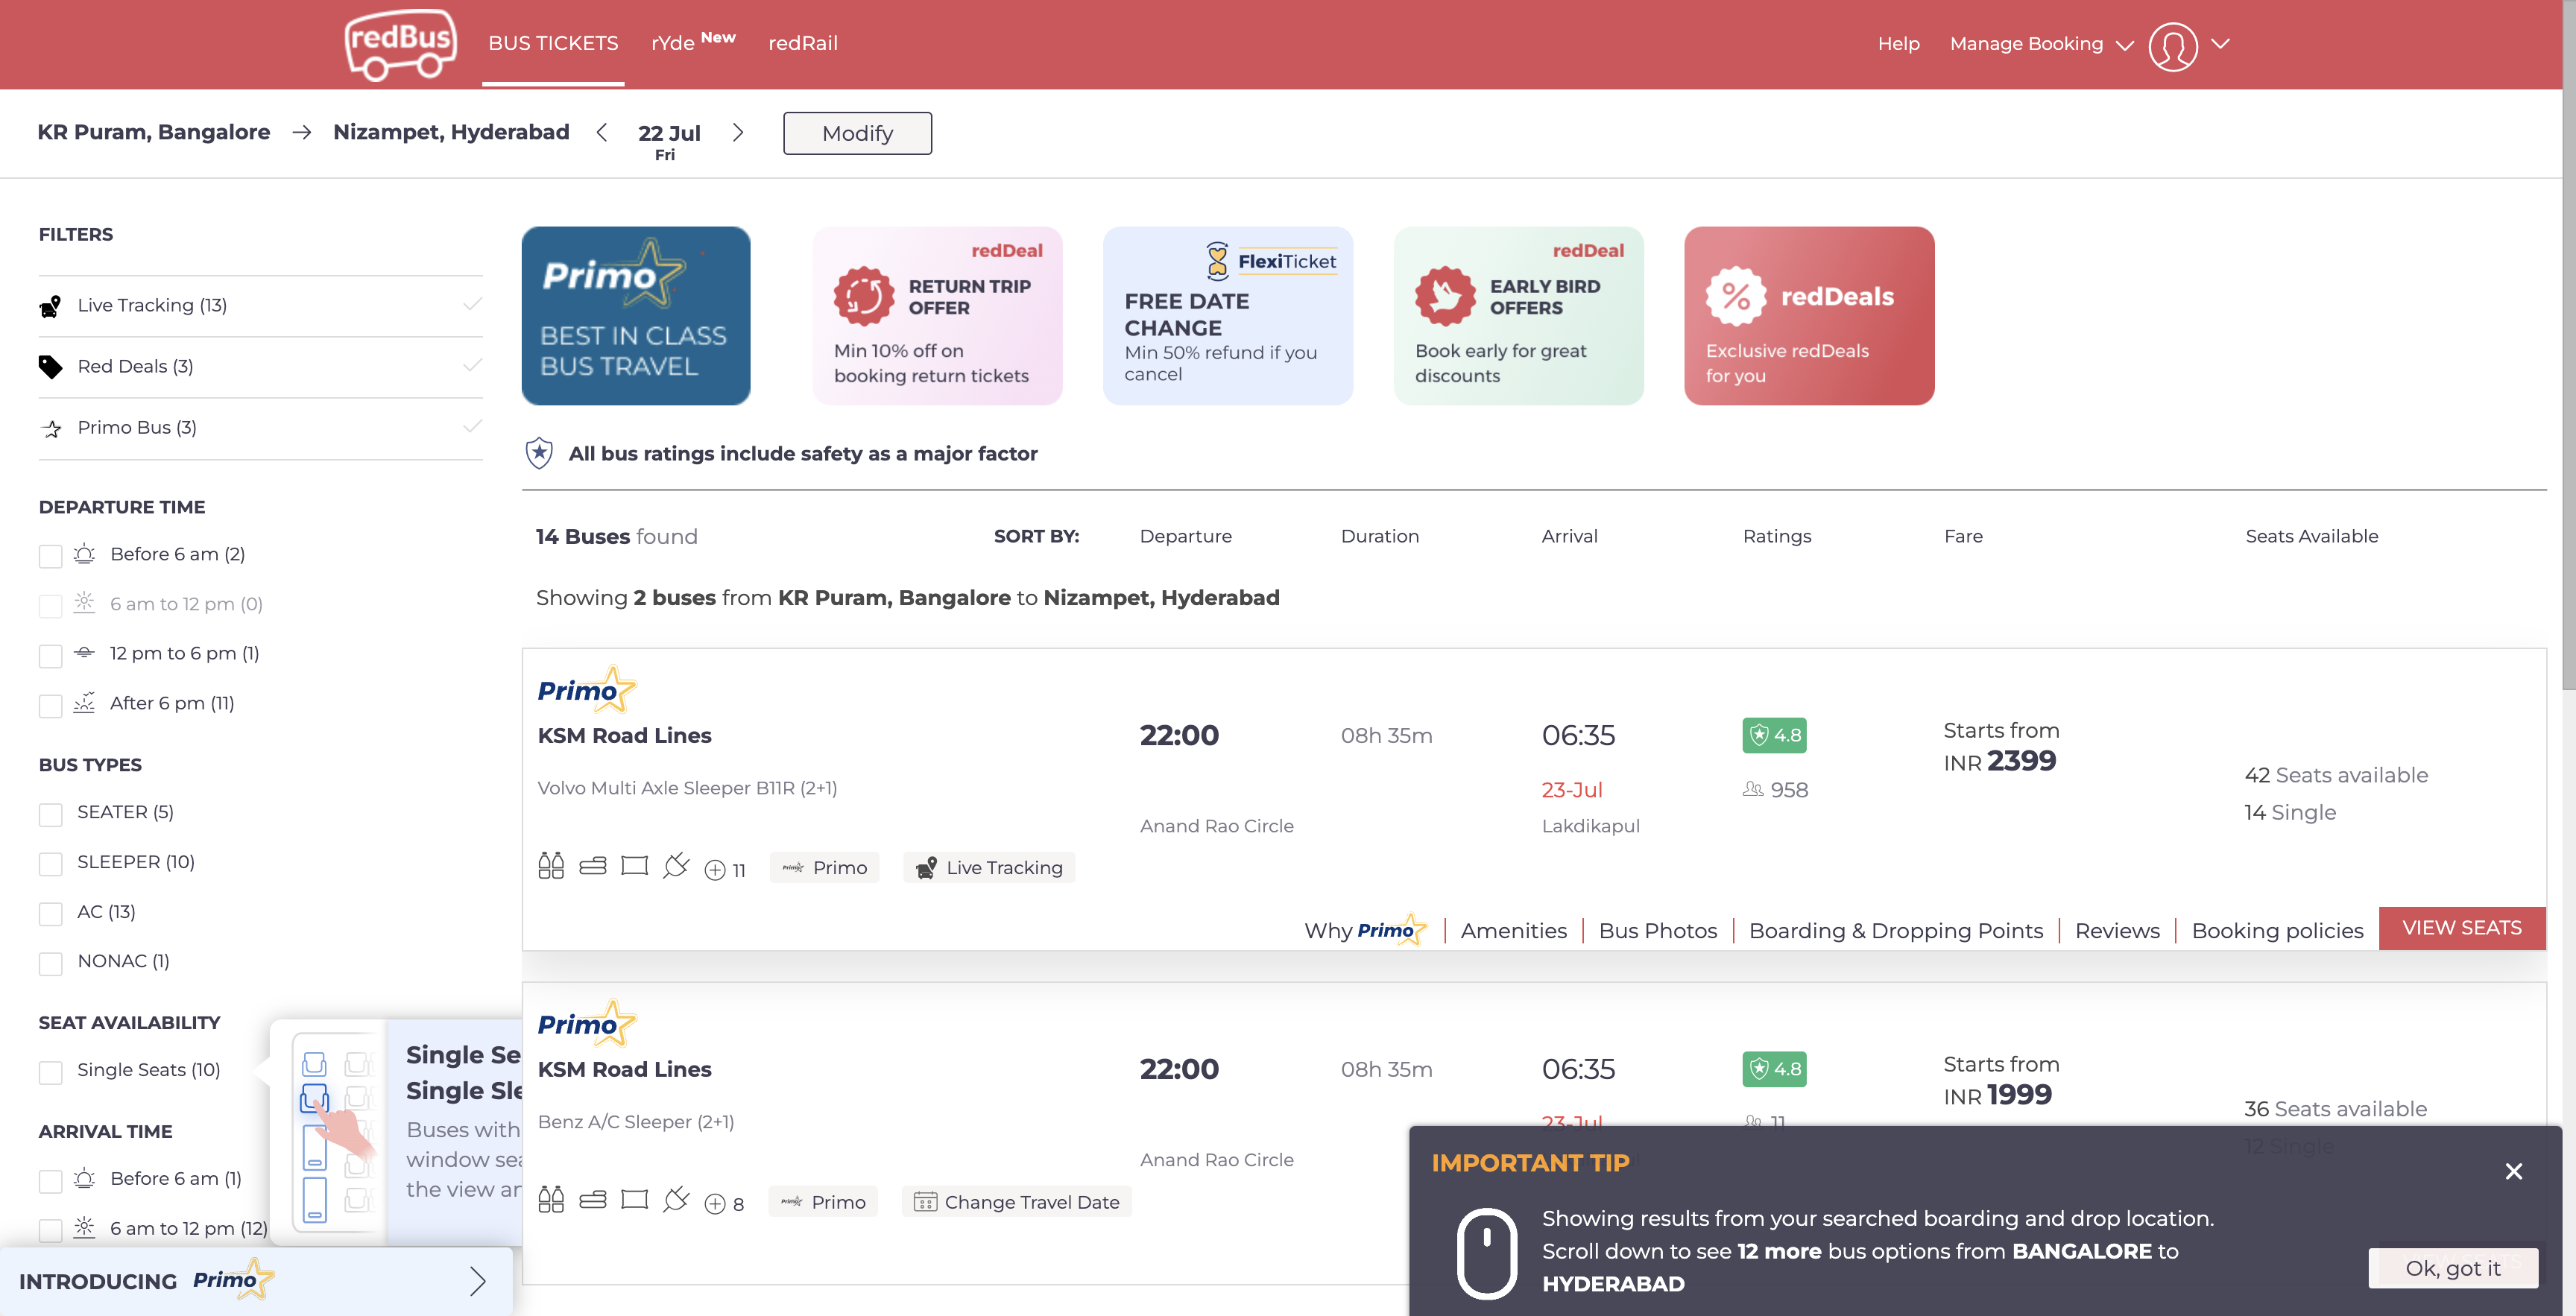 redBus
BUS TICKETS
rYde New
redRail
Help
Manage Booking
KR Puram, Bangalore → Nizampet, Hyderabad
22 Jul
Fri
Modify
FILTERS
Live Tracking (13)
Red Deals (3)
Primo Bus (3)
DEPARTURE TIME
Before 6 am (2)
6 am to 12 pm (0)
12 pm to 6 pm (1)
After 6 pm (11)
BUS TYPES
SEATER (5)
SLEEPER (10)
AC (13)
NONAC (1)
SEAT AVAILABILITY
Single Seats (10)
ARRIVAL TIME
Before 6 am (1)
6 am to 12 pm (12)
Single Se
Single Sle
Buses with
window sea
the view an
INTRODUCING Primo
Primo
BEST IN CLASS
BUS TRAVEL
redDeal
RETURN TRIP
OFFER
Min 10% off on
booking return tickets
FlexiTicket
FREE DATE
CHANGE
Min 50% refund if you
cancel
redDeal
EARLY BIRD
OFFERS
Book early for great
discounts
% redDeals
Exclusive redDeals
for you
All bus ratings include safety as a major factor
14 Buses found
SORT BY:
Departure
Duration
Arrival
Ratings
Fare
Seats Available
Showing 2 buses from KR Puram, Bangalore to Nizampet, Hyderabad
Primo
KSM Road Lines
Volvo Multi Axle Sleeper B11R (2+1)
22:00
Anand Rao Circle
08h 35m
06:35
23-Jul
Lakdikapul
4.8
958
Starts from
INR 2399
42 Seats available
14 Single
11
Primo
Live Tracking
Why Primo
Amenities
Bus Photos
Boarding & Dropping Points
Reviews
Booking policies
VIEW SEATS
Primo
KSM Road Lines
Benz A/C Sleeper (2+1)
22:00
Anand Rao Circle
08h 35m
06:35
23-Jul
4.8
11
Starts from
INR 1999
36 Seats available
12 Single
8
Primo
Change Travel Date
IMPORTANT TIP
Showing results from your searched boarding and drop location.
Scroll down to see 12 more bus options from BANGALORE to
HYDERABAD
Ok, got it